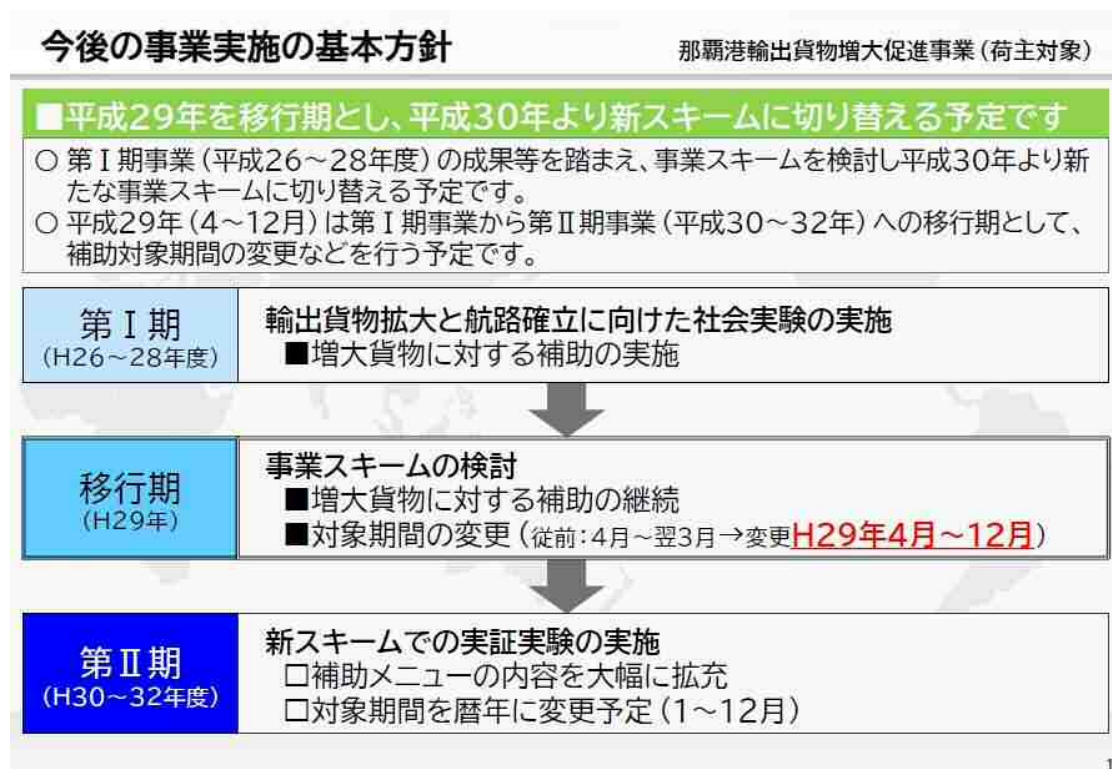 今後の事業実施の基本方針
那覇港輸出貨物増大促進事業(荷主対象)
■平成29年を移行期とし、平成30年より新スキームに切り替える予定です
○ 第Ⅰ期事業(平成26~28年度)の成果等を踏まえ、事業スキームを検討し平成30年より新
たな事業スキームに切り替える予定です。
○ 平成29年(4~12月)は第Ⅰ期事業から第Ⅱ期事業(平成30~32年)への移行期として、
補助対象期間の変更などを行う予定です。
第Ⅰ期
(H26~28年度)
輸出貨物拡大と航路確立に向けた社会実験の実施
■増大貨物に対する補助の実施
移行期
(H29年)
事業スキームの検討
■増大貨物に対する補助の継続
■対象期間の変更(従前:4月~翌3月→変更H29年4月~12月)
第Ⅱ期
(H30~32年度)
新スキームでの実証実験の実施
□補助メニューの内容を大幅に拡充
□対象期間を暦年に変更予定(1~12月)
1